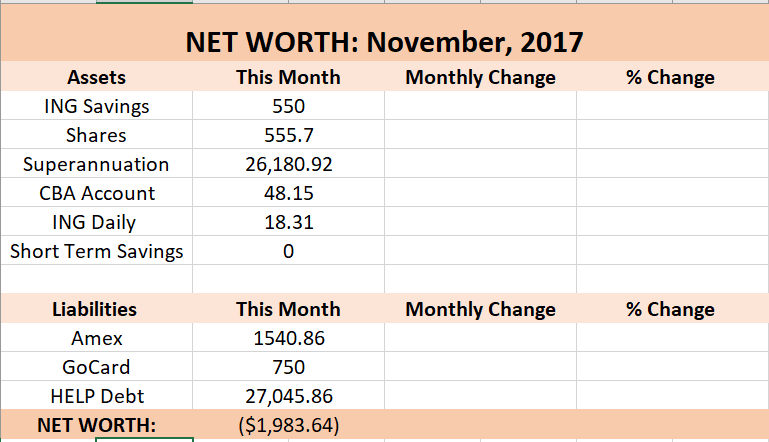 NET WORTH: November, 2017
Assets This Month Monthly Change % Change
ING Savings 550
Shares 555.7
Superannuation 26,180.92
CBA Account 48.15
ING Daily 18.31
Short Term Savings 0
Liabilities This Month Monthly Change % Change
Amex 1540.86
GoCard 750
HELP Debt 27,045.86
NET WORTH: ($1,983.64)